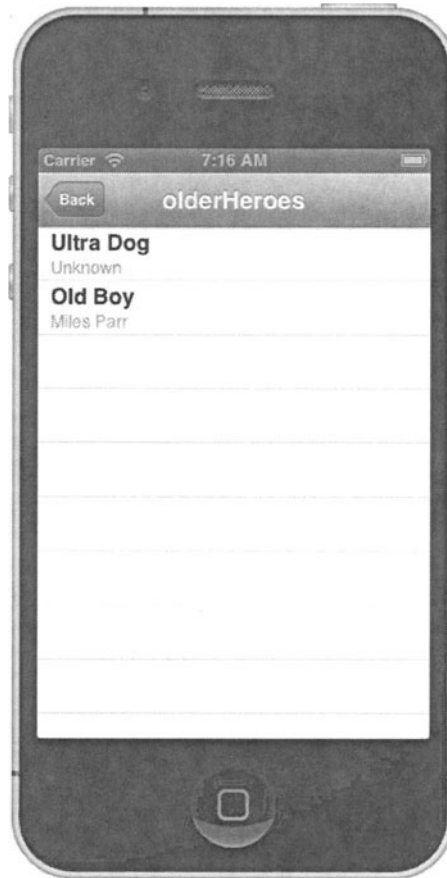 Carrier 7:16 AM
Back olderHeroes
Ultra Dog
Unknown
Old Boy
Miles Parr